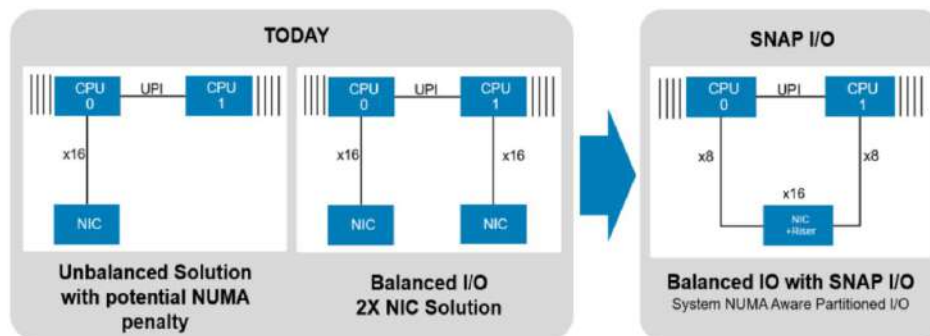 TODAY
CPU
0
UPI
CPU
1
x16
NIC
Unbalanced Solution
with potential NUMA
penalty
CPU
0
UPI
CPU
1
x16
x16
NIC
NIC
Balanced I/O
2X NIC Solution
SNAP I/O
CPU
0
UPI
CPU
1
x8
x8
x16
NIC
+Riser
Balanced IO with SNAP I/O
System NUMA Aware Partitioned I/O